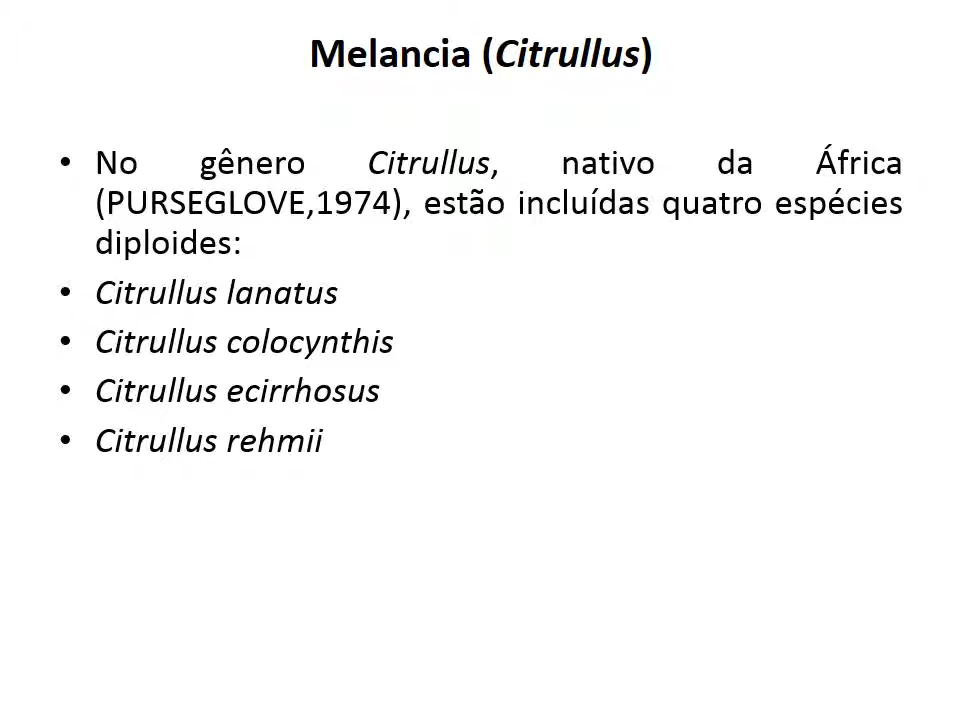 Melancia (Citrullus)
• No gênero Citrullus, nativo da África
(PURSEGLOVE,1974), estão incluídas quatro espécies
diploides:
• Citrullus lanatus
• Citrullus colocynthis
• Citrullus ecirrhosus
• Citrullus rehmii